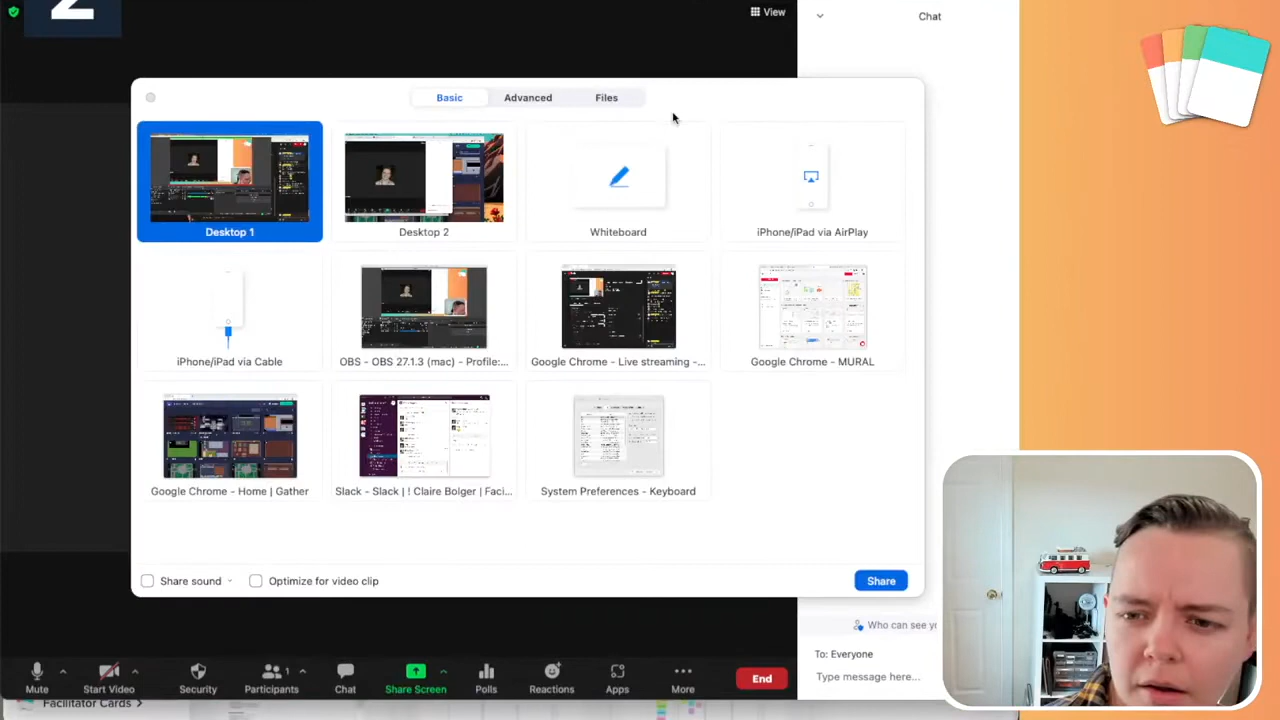 View
Chat
Basic
Advanced
Files
Desktop 1
Desktop 2
Whiteboard
iPhone/iPad via AirPlay
iPhone/iPad via Cable
OBS - OBS 27.1.3 (mac) - Profile:...
Google Chrome - Live streaming -...
Google Chrome - MURAL
Google Chrome - Home | Gather
Slack - Slack | ! Claire Bolger | Faci...
System Preferences - Keyboard
Share sound
Optimize for video clip
Share
Who can see yo
To: Everyone
Type message here...
Mute
Start Video
Security
Participants
1
Chat
Share Screen
Polls
Reactions
Apps
More
End
Facilitator Cards